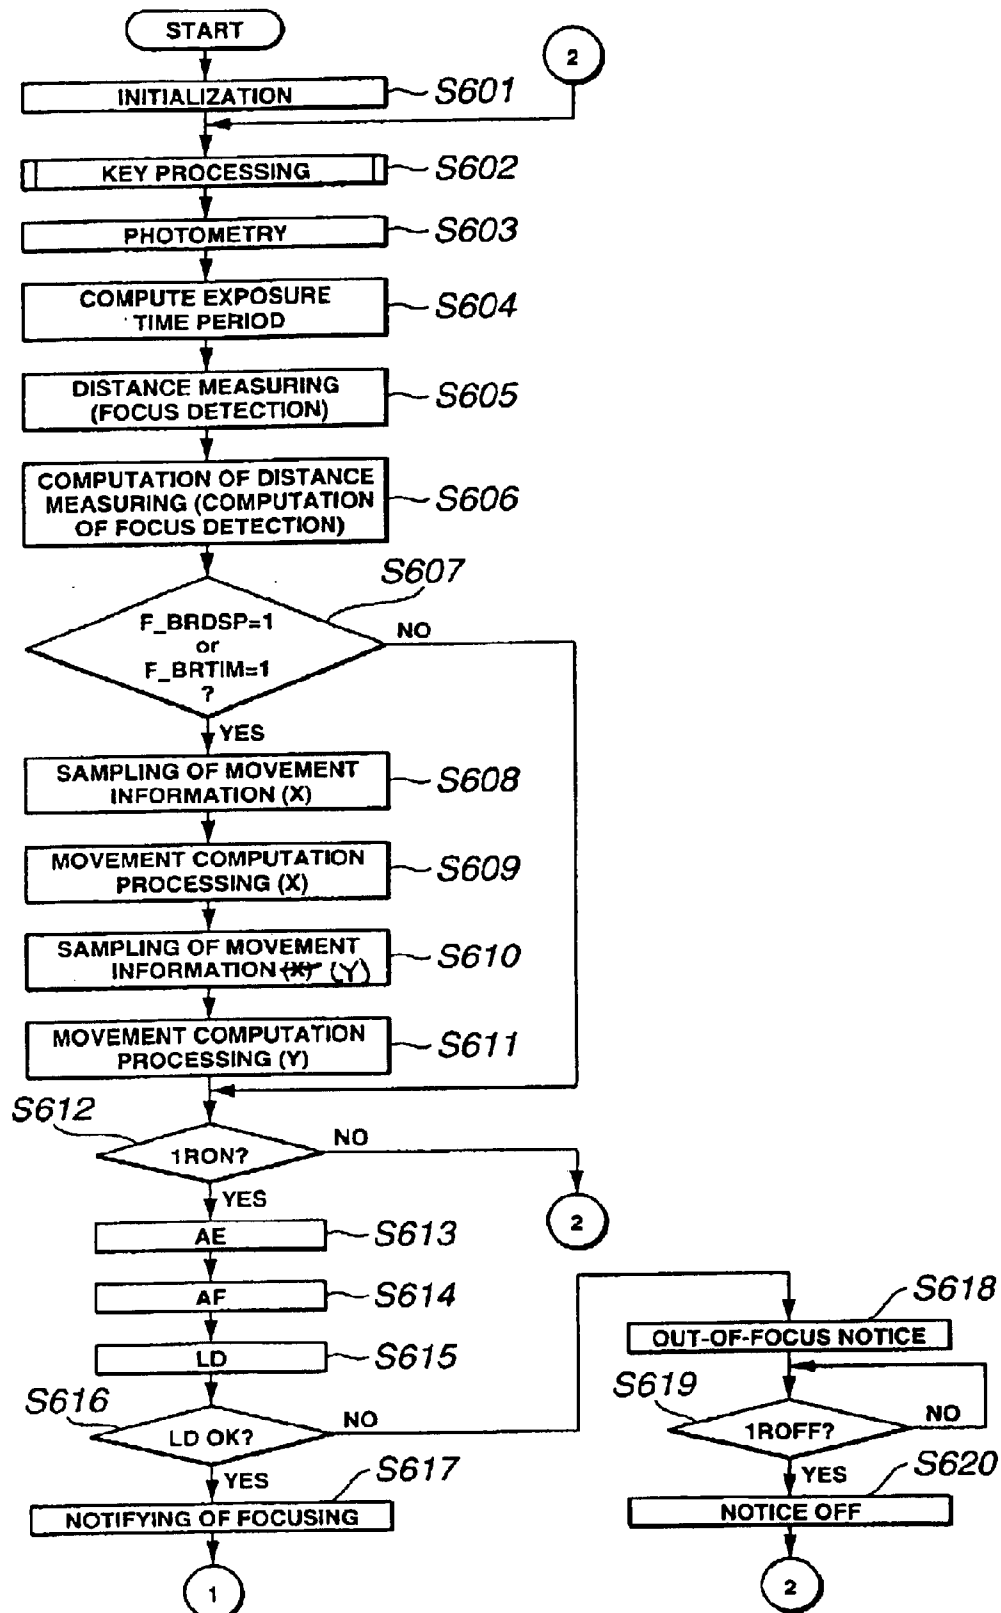 START
2
INITIALIZATION
S601
KEY PROCESSING
S602
PHOTOMETRY
S603
COMPUTE EXPOSURE
TIME PERIOD
S604
DISTANCE MEASURING
(FOCUS DETECTION)
S605
COMPUTATION OF DISTANCE
MEASURING (COMPUTATION
OF FOCUS DETECTION)
S606
S607
F_BRDSP=1
or
F_BRTIM=1
?
NO
YES
SAMPLING OF MOVEMENT
INFORMATION (X)
S608
MOVEMENT COMPUTATION
PROCESSING (X)
S609
SAMPLING OF MOVEMENT
INFORMATION (X) (Y)
S610
MOVEMENT COMPUTATION
PROCESSING (Y)
S611
S612
1RON?
NO
2
YES
AE
S613
AF
S614
LD
S615
S616
LD OK?
NO
YES
S617
NOTIFYING OF FOCUSING
1
S618
OUT-OF-FOCUS NOTICE
S619
1ROFF?
NO
YES
S620
NOTICE OFF
2